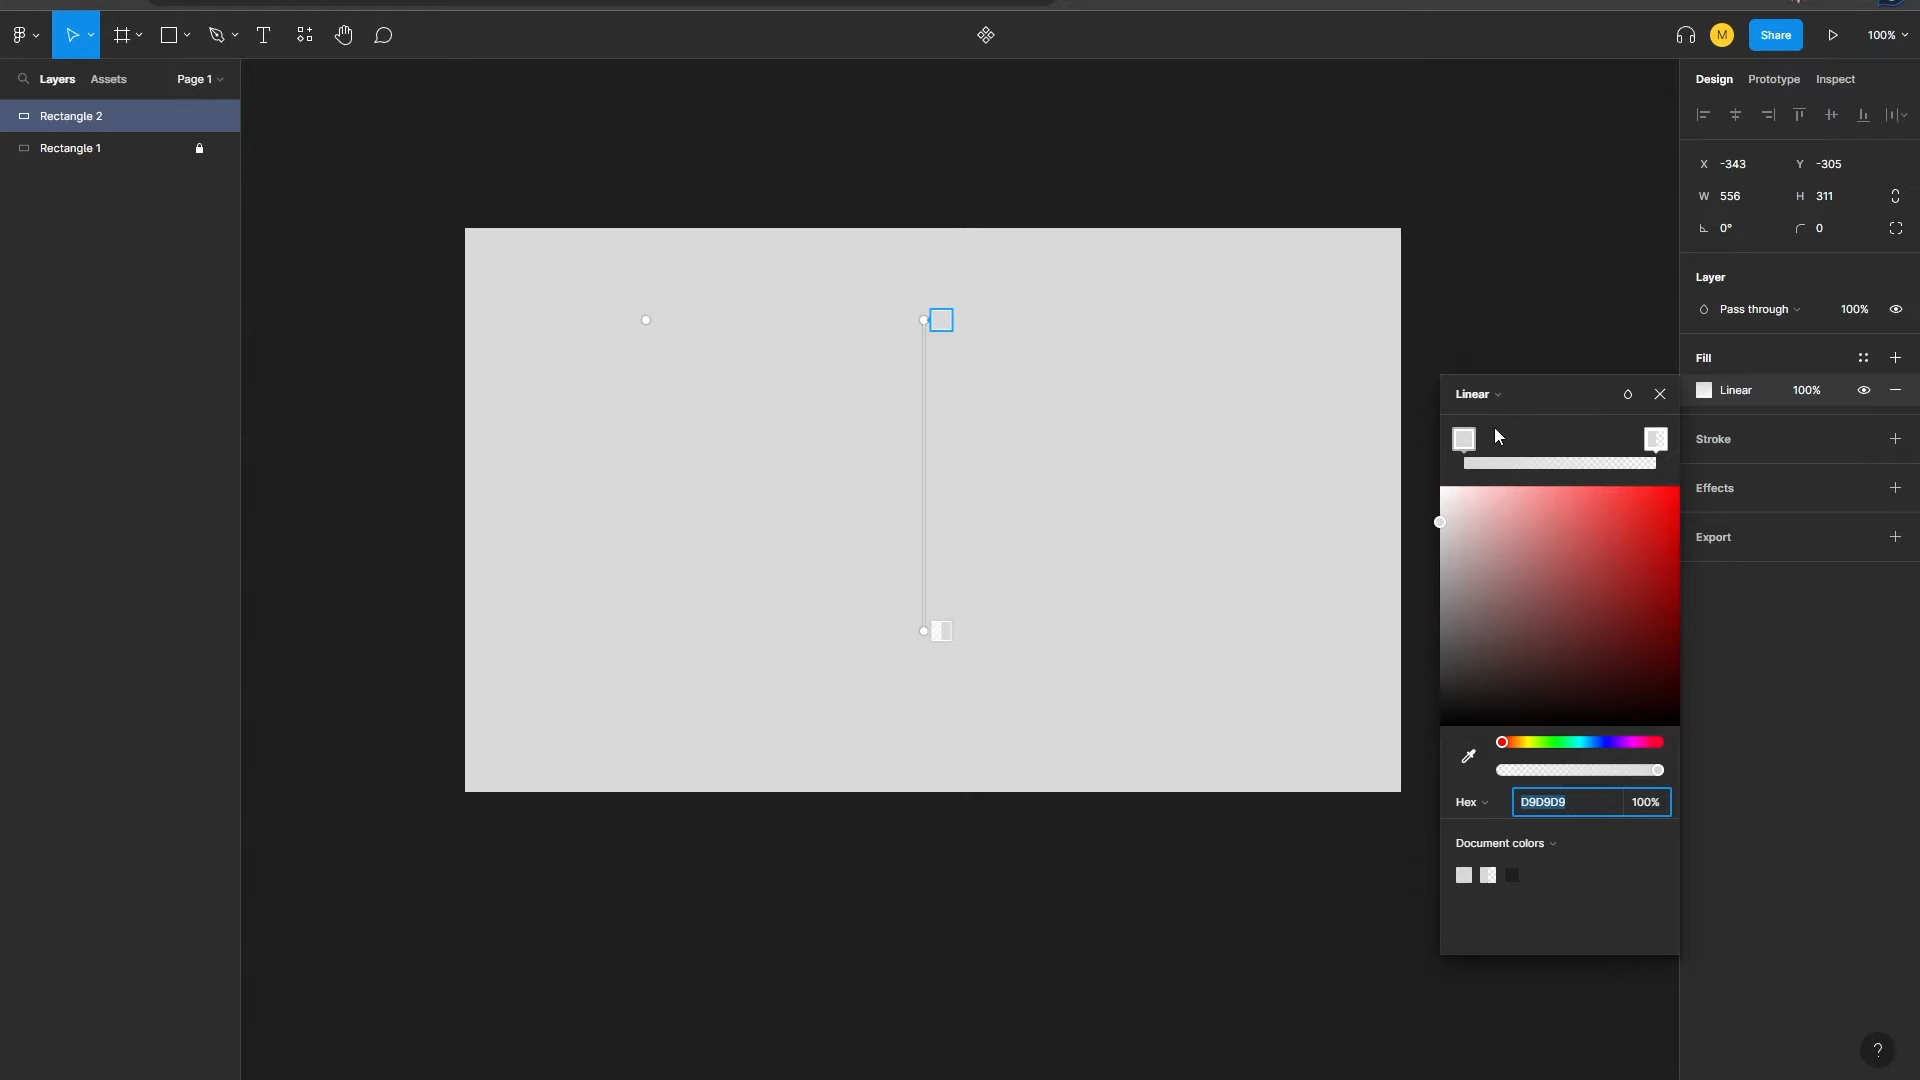 M
Share
100%
Layers
Assets
Page 1
Rectangle 2
Rectangle 1
Design
Prototype
Inspect
X -343
Y -305
W 556
H 311
0°
0
Layer
Pass through
100%
Fill
Linear
100%
Stroke
Effects
Export
Linear
Hex
D9D9D9
100%
Document colors
?